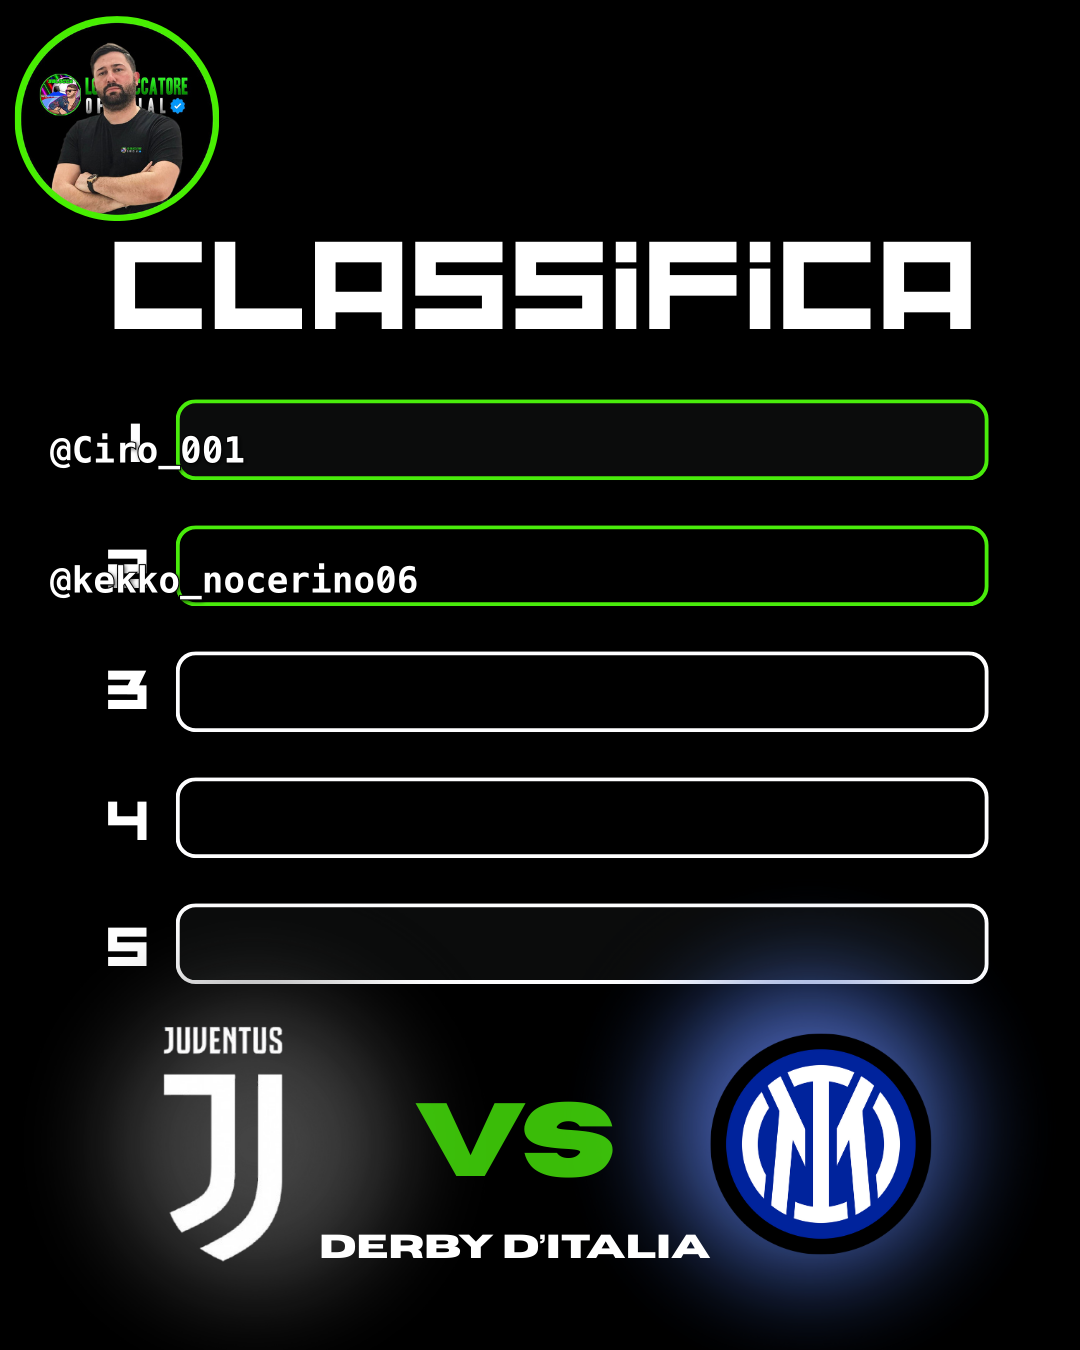 CLASSiFiCA
@Ciro_001
@kekko_nocerino06
3
4
5
JUVENTUS
VS
DERBY D'ITALIA